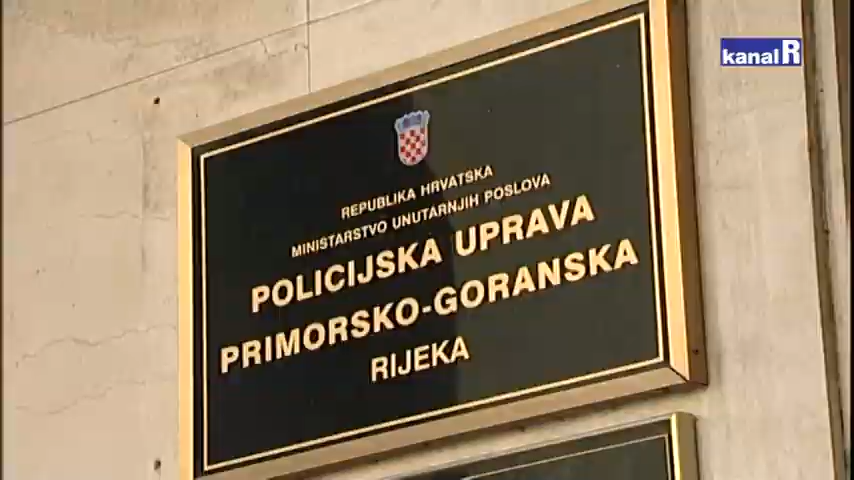 kanal R
REPUBLIKA HRVATSKA
MINISTARSTVO UNUTARNJIH POSLOVA
POLICIJSKA UPRAVA
PRIMORSKO-GORANSKA
RIJEKA